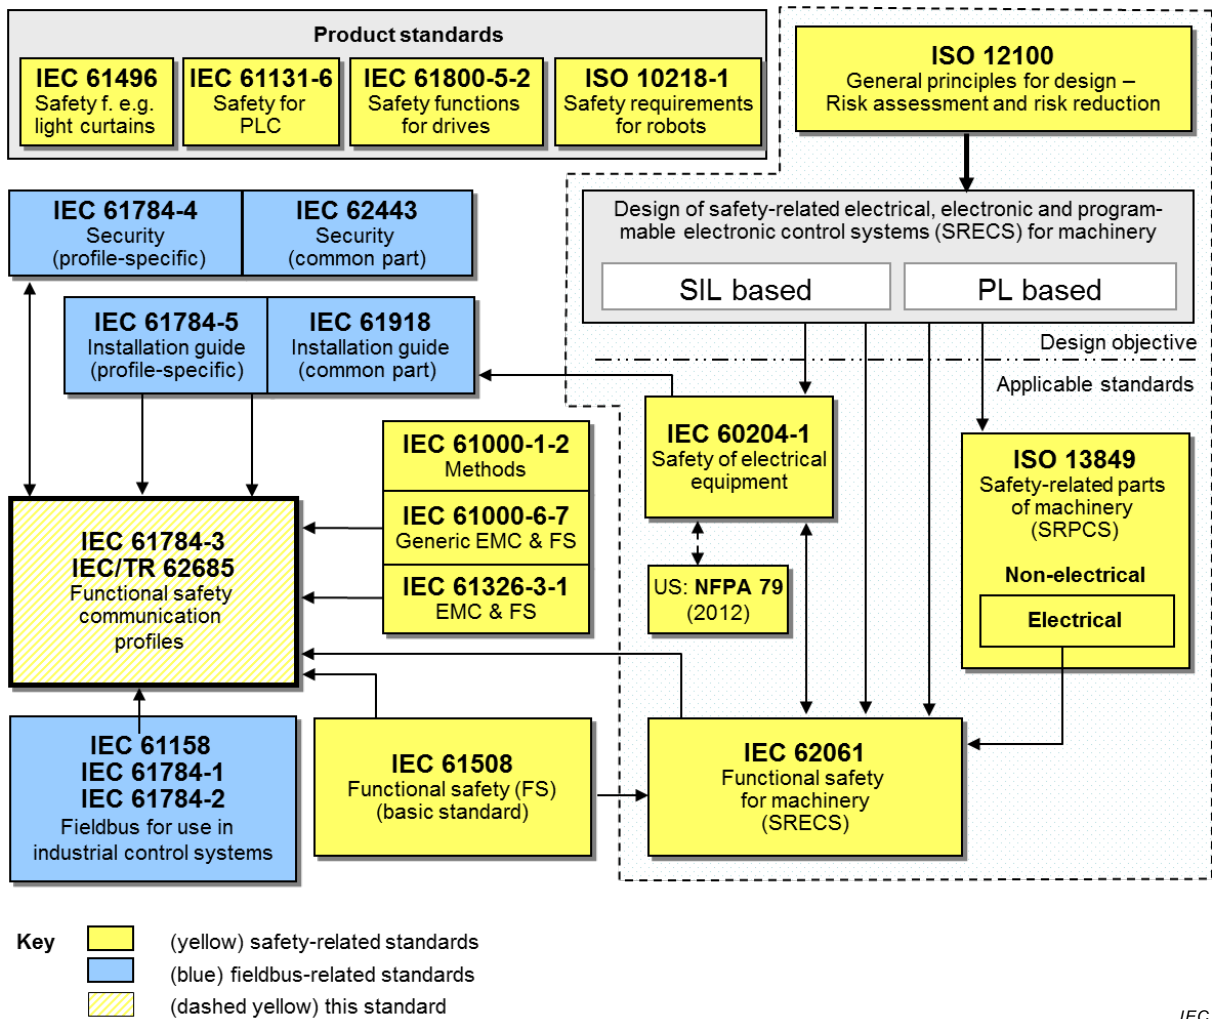 Product standards
IEC 61496
Safety f. e.g.
light curtains
IEC 61131-6
Safety for
PLC
IEC 61800-5-2
Safety functions
for drives
ISO 10218-1
Safety requirements
for robots
ISO 12100
General principles for design –
Risk assessment and risk reduction
IEC 61784-4
Security
(profile-specific)
IEC 62443
Security
(common part)
Design of safety-related electrical, electronic and program-
mable electronic control systems (SRECS) for machinery
SIL based
PL based
IEC 61784-5
Installation guide
(profile-specific)
IEC 61918
Installation guide
(common part)
Design objective
Applicable standards
IEC 61000-1-2
Methods
IEC 61000-6-7
Generic EMC & FS
IEC 61326-3-1
EMC & FS
IEC 60204-1
Safety of electrical
equipment
ISO 13849
Safety-related parts
of machinery
(SRPCS)
Non-electrical
Electrical
IEC 61784-3
IEC/TR 62685
Functional safety
communication
profiles
US: NFPA 79
(2012)
IEC 61158
IEC 61784-1
IEC 61784-2
Fieldbus for use in
industrial control systems
IEC 61508
Functional safety (FS)
(basic standard)
IEC 62061
Functional safety
for machinery
(SRECS)
Key
(yellow) safety-related standards
(blue) fieldbus-related standards
(dashed yellow) this standard
IEC